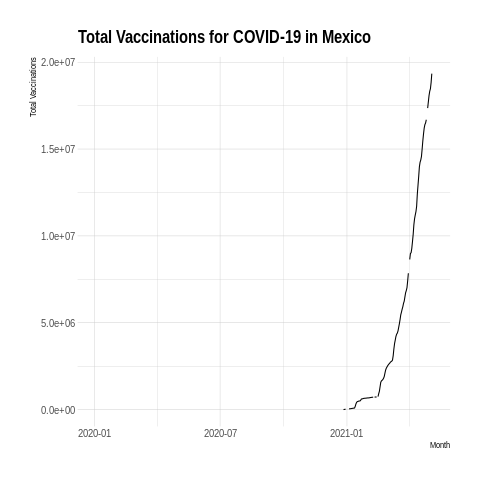 Total Vaccinations for COVID-19 in Mexico
Total Vaccinations
2.0e+07
1.5e+07
1.0e+07
5.0e+06
0.0e+00
2020-01
2020-07
2021-01
Month